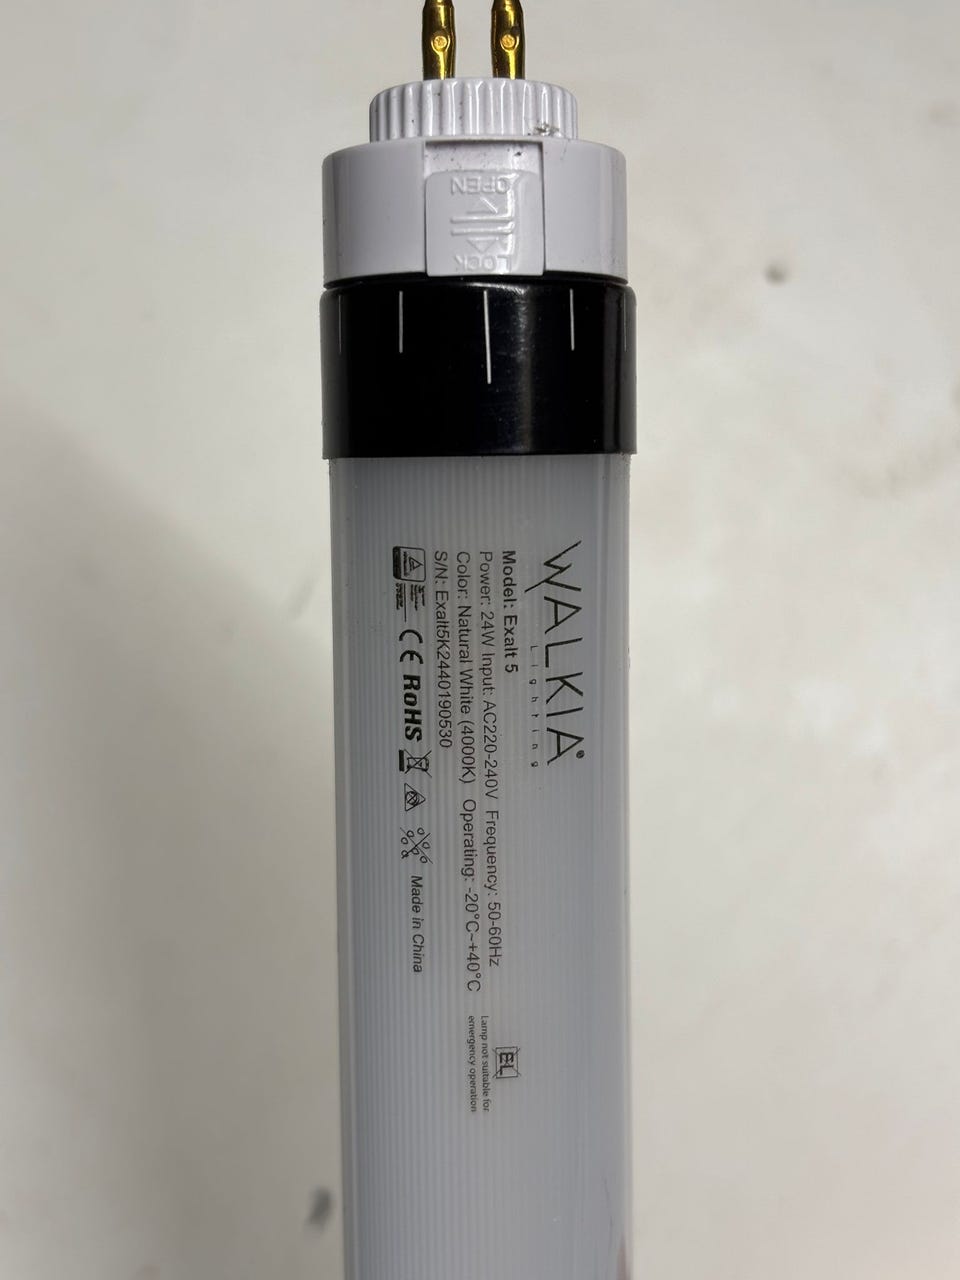 OPEN
LOCK
WALKIA®
Lighting
Model: Exalt 5
Power: 24W Input: AC220-240V Frequency: 50-60Hz
Color: Natural White (4000K) Operating: -20°C~+40°C
S/N: Exalt5K2440190530
CE RoHS Made in China
EL
Lamp not suitable for
emergency operation